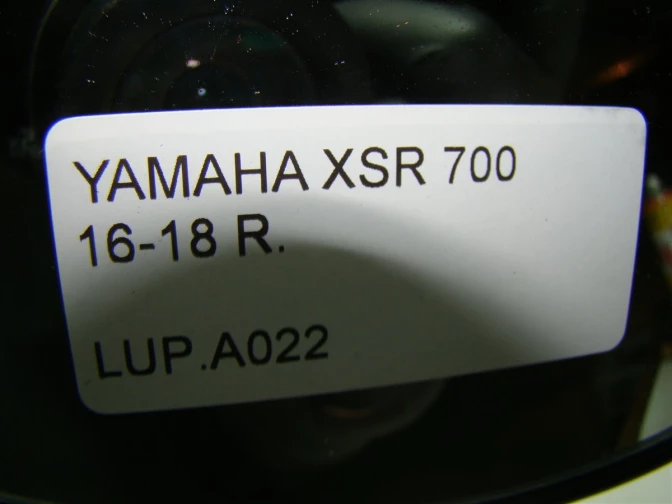 YAMAHA XSR 700
16-18 R.
LUP.A022